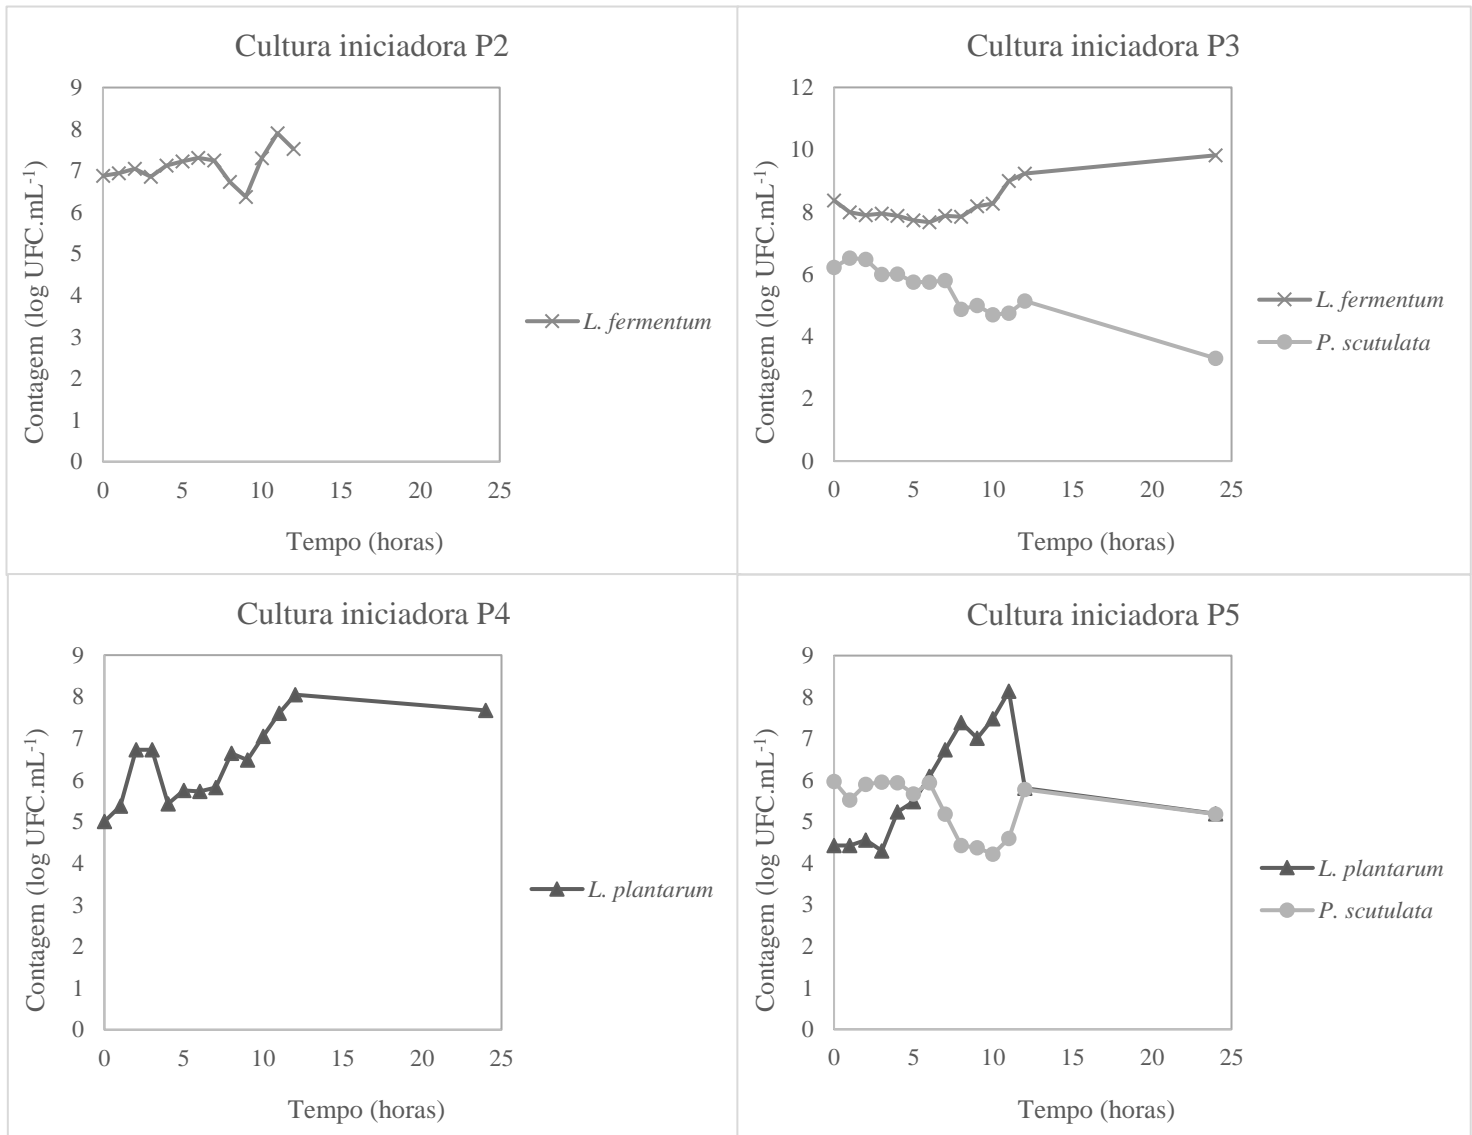 Cultura iniciadora P2
Contagem (log UFC.mL-1)
9
8
7
6
5
4
3
2
1
0
0 5 10 15 20 25
Tempo (horas)
L. fermentum
Cultura iniciadora P3
Contagem (log UFC.mL-1)
12
10
8
6
4
2
0
0 5 10 15 20 25
Tempo (horas)
L. fermentum
P. scutulata
Cultura iniciadora P4
Contagem (log UFC.mL-1)
9
8
7
6
5
4
3
2
1
0
0 5 10 15 20 25
Tempo (horas)
L. plantarum
Cultura iniciadora P5
Contagem (log UFC.mL-1)
9
8
7
6
5
4
3
2
1
0
0 5 10 15 20 25
Tempo (horas)
L. plantarum
P. scutulata